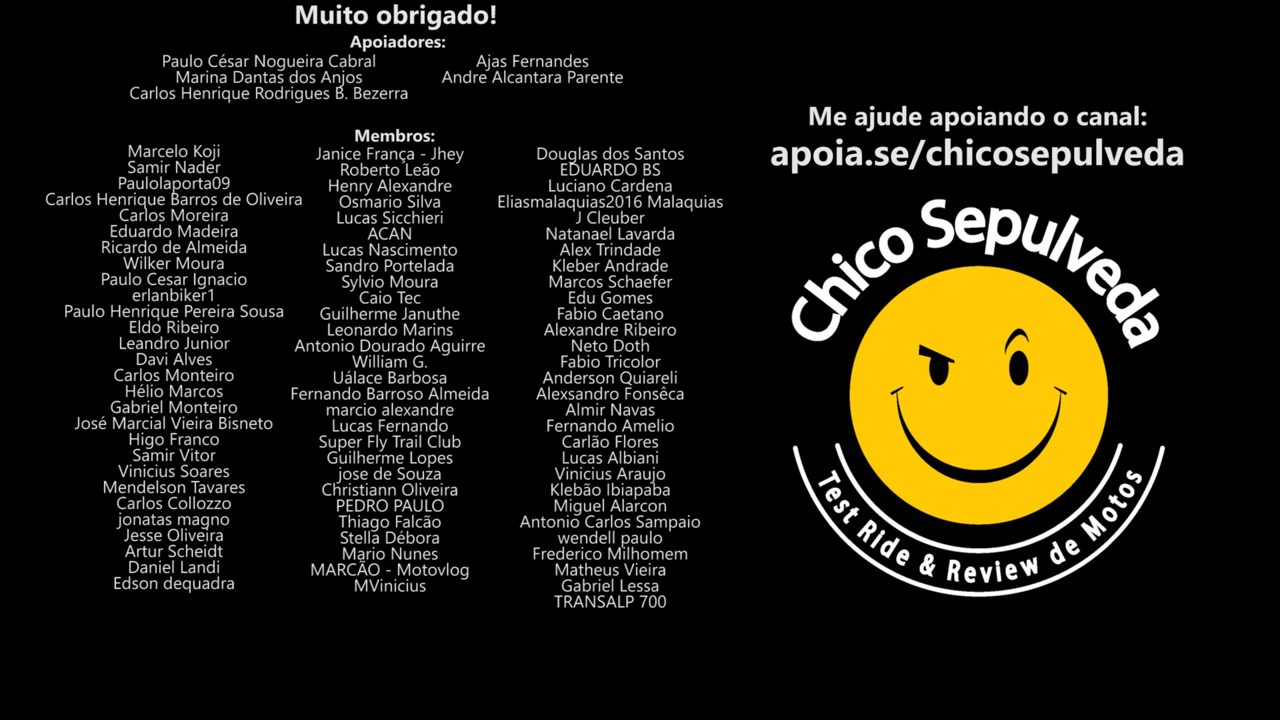 Muito obrigado!
Apoiadores:
Paulo César Nogueira Cabral
Marina Dantas dos Anjos
Carlos Henrique Rodrigues B. Bezerra
Ajas Fernandes
Andre Alcantara Parente
Membros:
Marcelo Koji
Samir Nader
Paulolaporta09
Carlos Henrique Barros de Oliveira
Carlos Moreira
Eduardo Madeira
Ricardo de Almeida
Wilker Moura
Paulo Cesar Ignacio
erlanbiker1
Paulo Henrique Pereira Sousa
Eldo Ribeiro
Leandro Junior
Davi Alves
Carlos Monteiro
Hélio Marcos
Gabriel Monteiro
José Marcial Vieira Bisneto
Higo Franco
Samir Vitor
Vinicius Soares
Mendelson Tavares
Carlos Collozzo
jonatas magno
Jesse Oliveira
Artur Scheidt
Daniel Landi
Edson dequadra
Janice França - Jhey
Roberto Leão
Henry Alexandre
Osmario Silva
Lucas Sicchieri
ACAN
Lucas Nascimento
Sandro Portelada
Sylvio Moura
Caio Tec
Guilherme Januthe
Leonardo Marins
Antonio Dourado Aguirre
William G.
Uálace Barbosa
Fernando Barroso Almeida
marcio alexandre
Lucas Fernando
Super Fly Trail Club
Guilherme Lopes
jose de Souza
Christiann Oliveira
PEDRO PAULO
Thiago Falcão
Stella Débora
Mario Nunes
MARCÃO - Motovlog
MVinicius
Douglas dos Santos
EDUARDO BS
Luciano Cardena
Eliasmalaquias2016 Malaquias
J Cleuber
Natanael Lavarda
Alex Trindade
Kleber Andrade
Marcos Schaefer
Edu Gomes
Fabio Caetano
Alexandre Ribeiro
Neto Doth
Fabio Tricolor
Anderson Quiareli
Alexsandro Fonsêca
Almir Navas
Fernando Amelio
Carlão Flores
Lucas Albiani
Vinicius Araujo
Klebão Ibiapaba
Miguel Alarcon
Antonio Carlos Sampaio
wendell paulo
Frederico Milhomem
Matheus Vieira
Gabriel Lessa
TRANSALP 700
Me ajude apoiando o canal:
apoia.se/chicosepulveda
Chico Sepulveda
Test Ride & Review de Motos